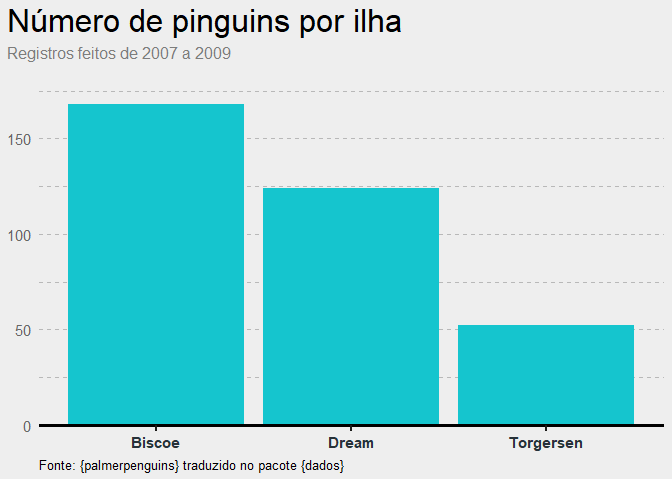 Número de pinguins por ilha
Registros feitos de 2007 a 2009
150
100
50
0
Biscoe Dream Torgersen
Fonte: {palmerpenguins} traduzido no pacote {dados}